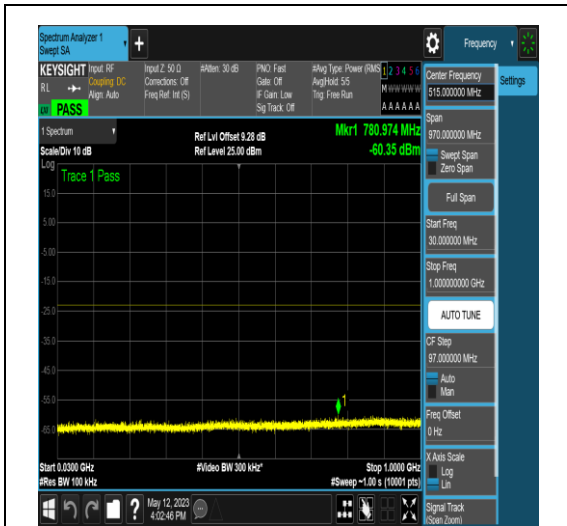 Spectrum Analyzer 1
Swept SA
+
Frequency
KEYSIGHT
RL
PASS
Input: RF
Coupling: DC
Align: Auto
Input Z: 50 Ω
Corrections: Off
Freq Ref: Int (S)
#Atten: 30 dB
PNO: Fast
Gate: Off
IF Gain: Low
Sig Track: Off
#Avg Type: Power (RMS
Avg|Hold: 5/5
Trig: Free Run
1 2 3 4 5 6
M W W W W W
A A A A A A
Center Frequency
515.000000 MHz
Settings
Span
970.000000 MHz
Swept Span
Zero Span
Full Span
Start Freq
30.000000 MHz
Stop Freq
1.000000000 GHz
AUTO TUNE
CF Step
97.000000 MHz
Auto
Man
Freq Offset
0 Hz
X Axis Scale
Log
Lin
Signal Track
(Span Zoom)
1 Spectrum
Scale/Div 10 dB
Ref Lvl Offset 9.28 dB
Ref Level 25.00 dBm
Mkr1 780.974 MHz
-60.35 dBm
Log
Trace 1 Pass
15.0
5.00
-5.00
-15.0
-25.0
-35.0
-45.0
-55.0
-65.0
1
Start 0.0300 GHz
#Res BW 100 kHz
#Video BW 300 kHz*
Stop 1.0000 GHz
#Sweep ~1.00 s (10001 pts)
?
May 12, 2023
4:02:46 PM